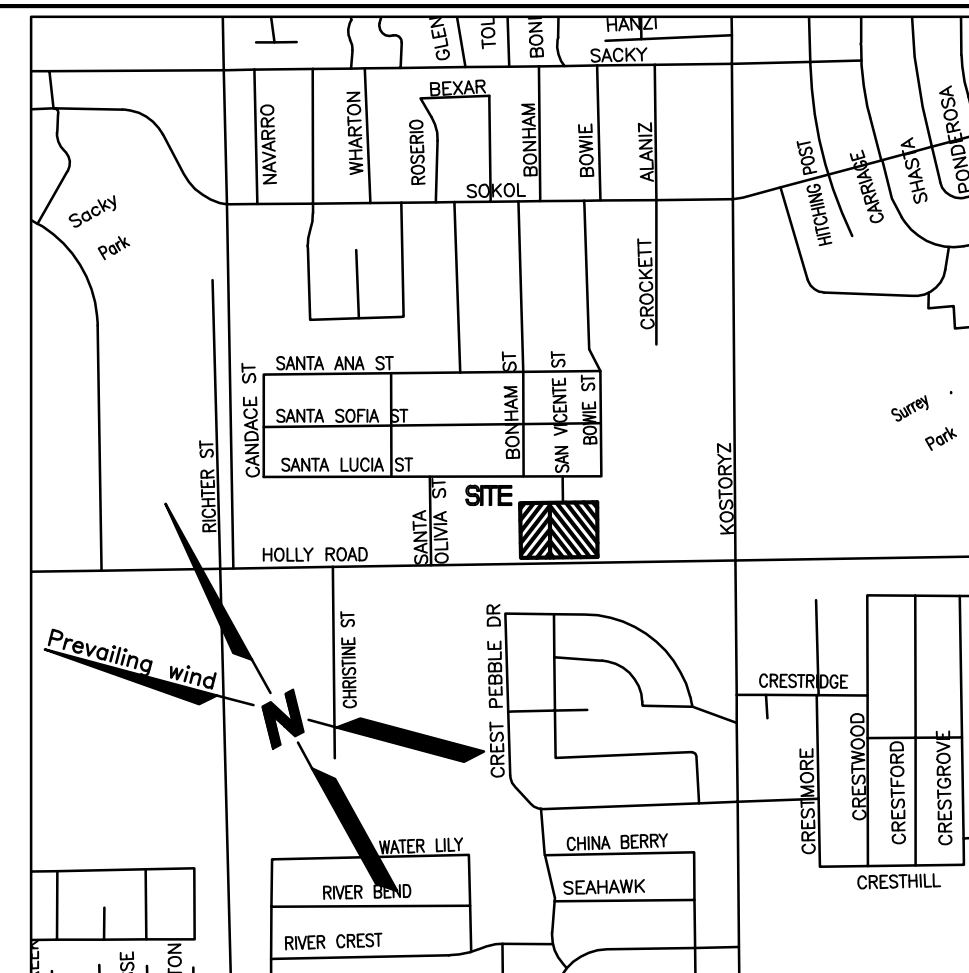 GLEN
TOL
BONI
HANZI
SACKY
BEXAR
NAVARRO
WHARTON
ROSERIO
BONHAM
BOWIE
ALANIZ
HITCHING POST
CARRIAGE
SHASTA
PONDEROSA
SOKOL
Sacky
Park
CROCKETT
SANTA ANA ST
CANDACE ST
SANTA SOFIA ST
BONHAM ST
SAN VICENTE ST
BOWIE ST
SANTA LUCIA ST
Surrey
Park
RICHTER ST
KOSTORYZ
SITE
SANTA
OLIVIA ST
HOLLY ROAD
Prevailing wind
N
CHRISTINE ST
CREST PEBBLE DR
CRESTRIDGE
CRESTMORE
CRESTWOOD
CRESTFORD
CRESTGROVE
WATER LILY
CHINA BERRY
RIVER BEND
SEAHAWK
CRESTHILL
RIVER CREST
SSE
TON